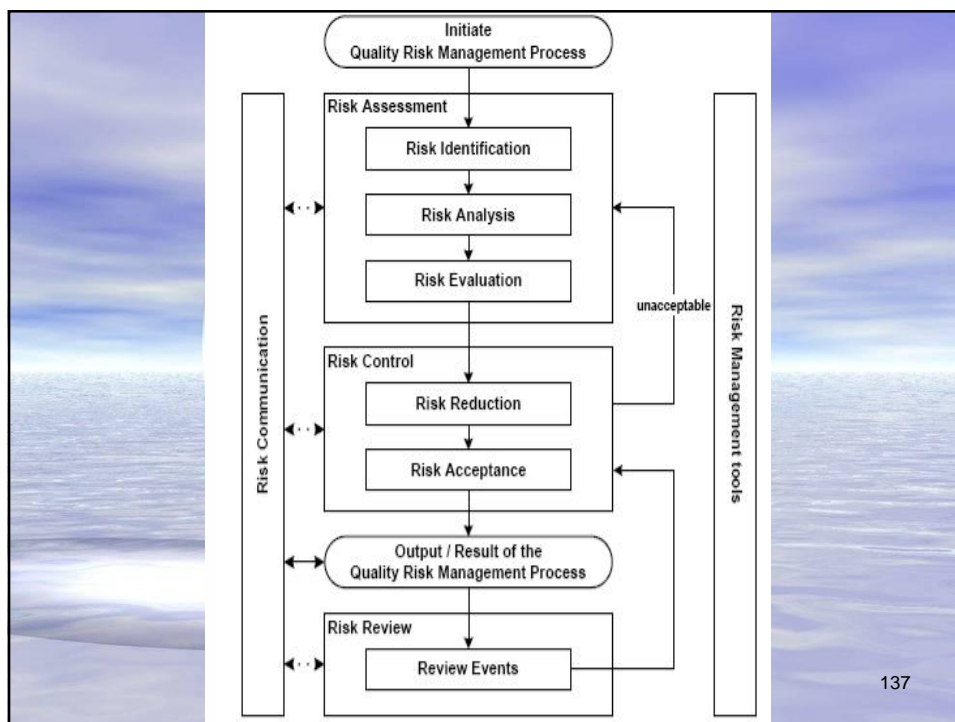 Initiate
Quality Risk Management Process
Risk Assessment
Risk Identification
Risk Analysis
Risk Evaluation
unacceptable
Risk Communication
Risk Management tools
Risk Control
Risk Reduction
Risk Acceptance
Output / Result of the
Quality Risk Management Process
Risk Review
Review Events
137